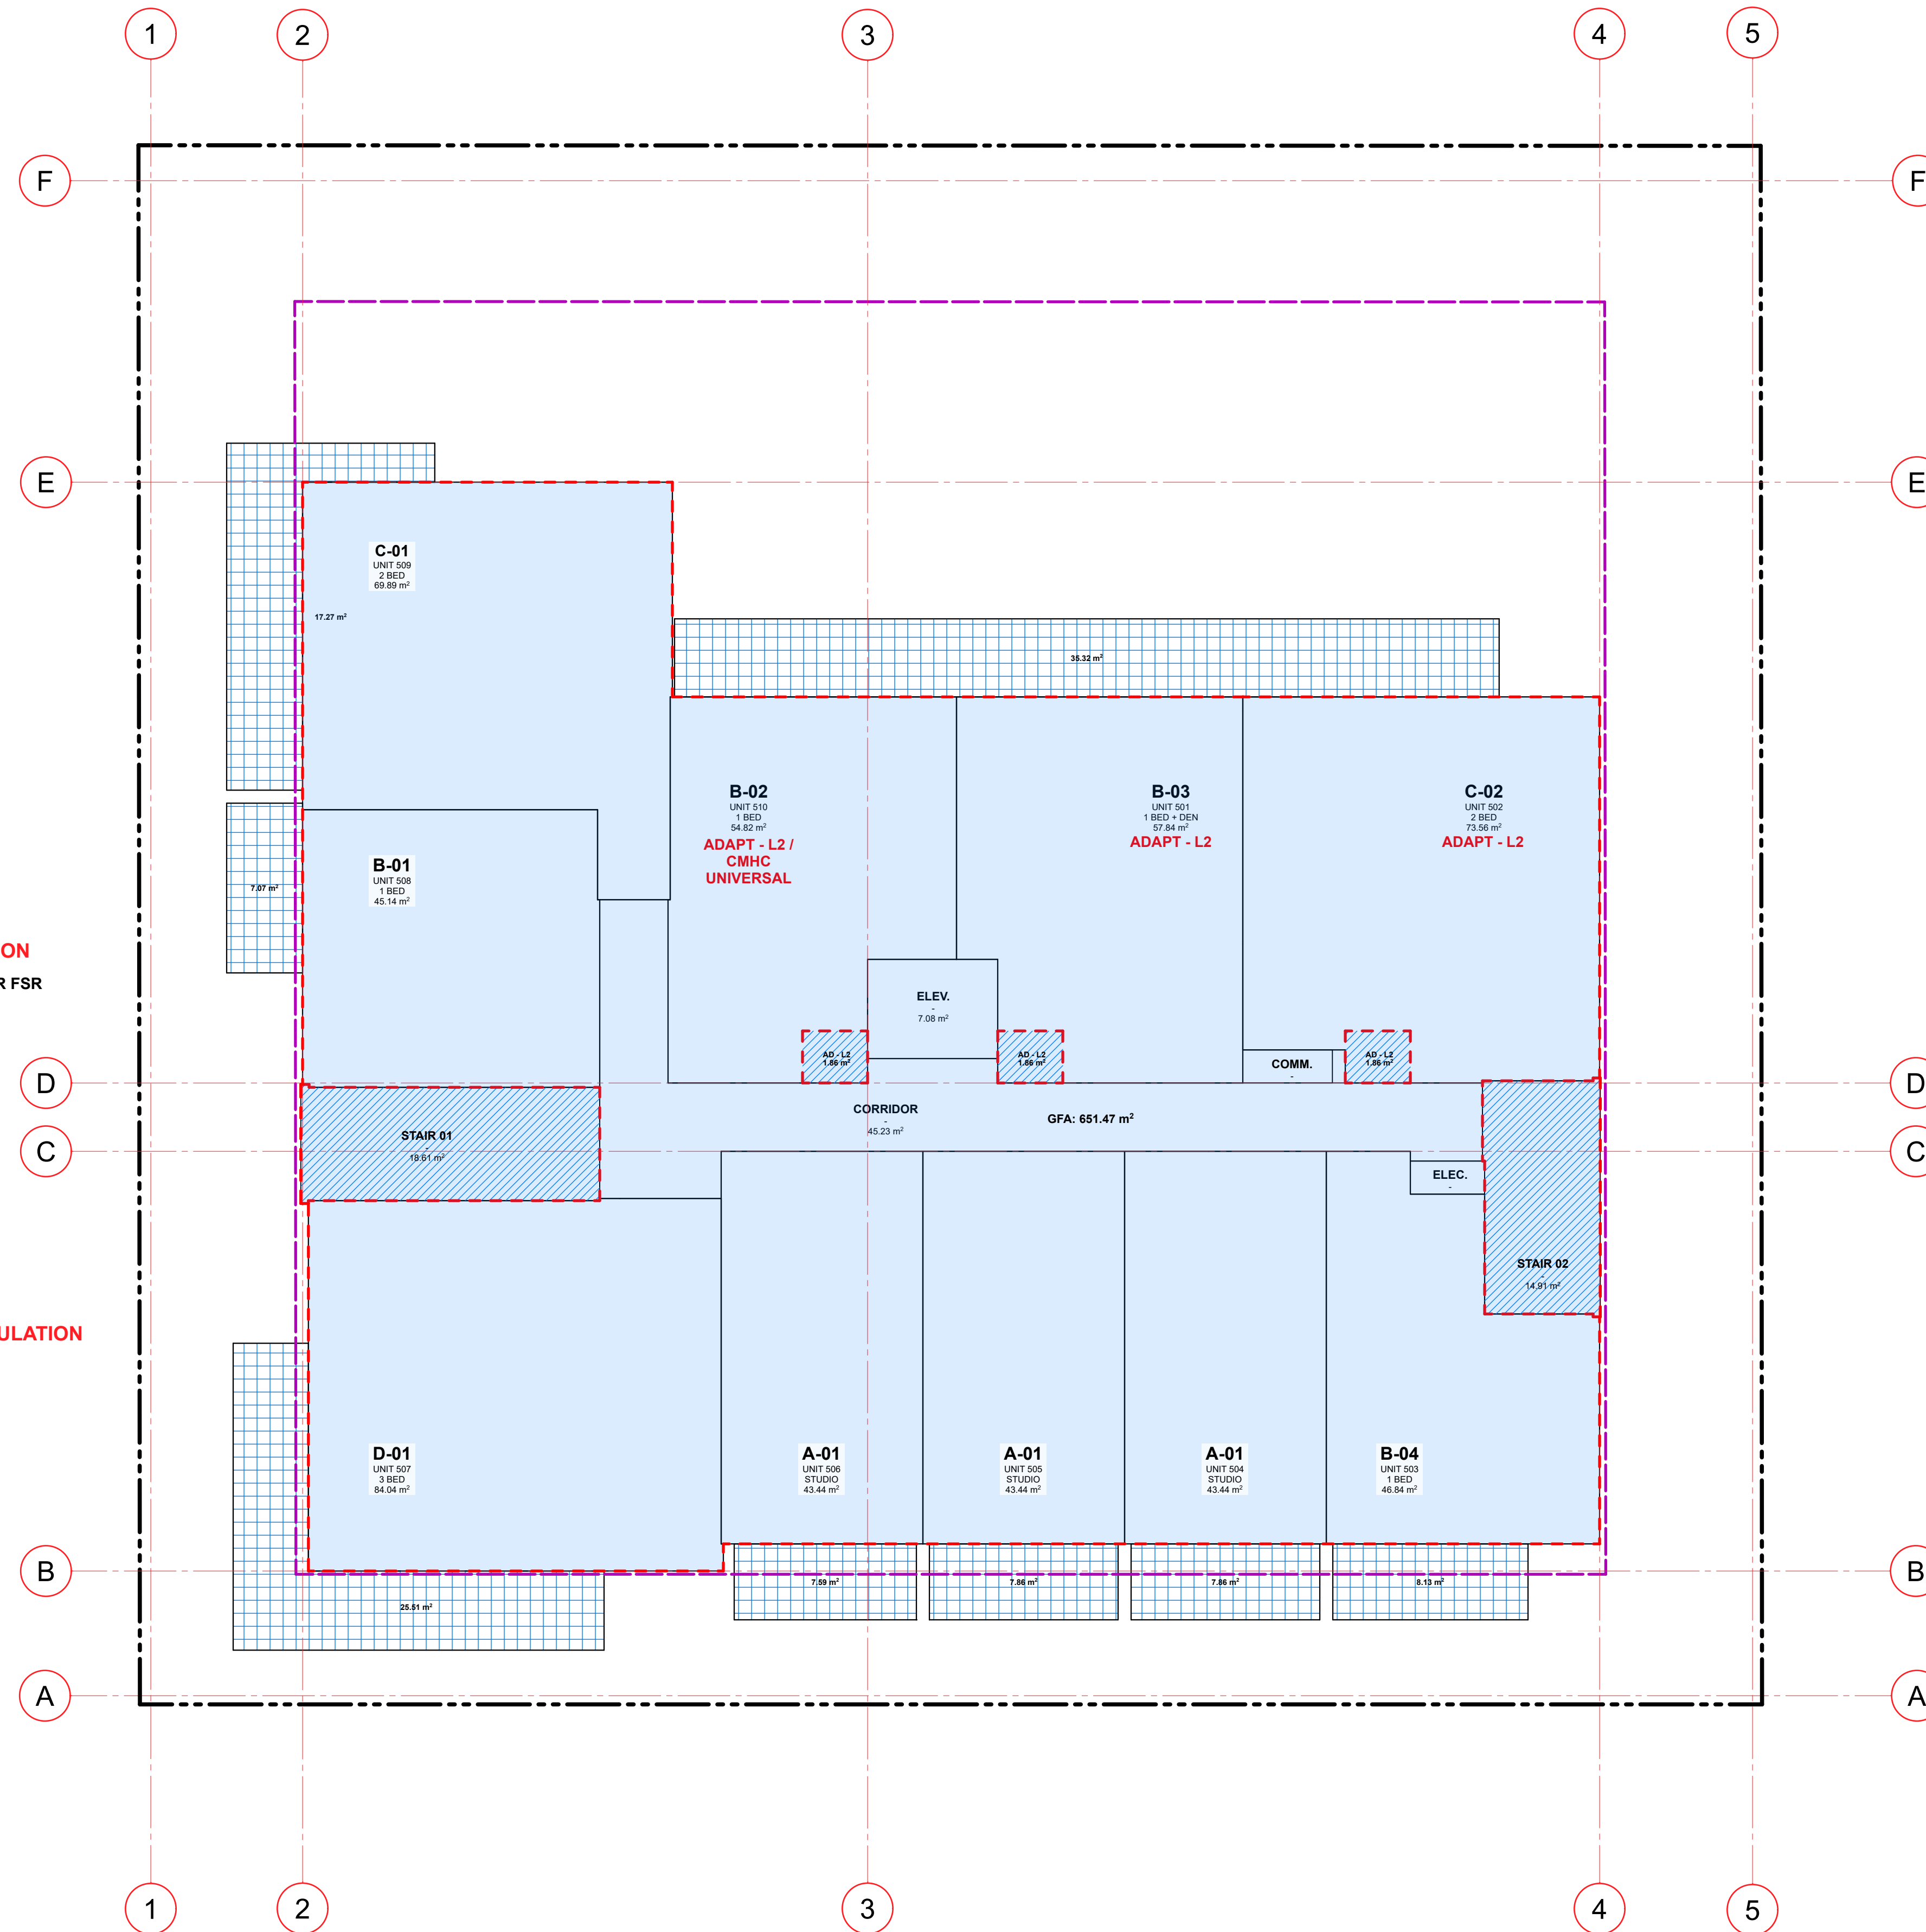 1
2
3
4
5
F
F
E
E
C-01
UNIT 509
2 BED
69.89 m²
17.27 m²
35.32 m²
B-02
UNIT 510
1 BED
54.82 m²
ADAPT - L2 /
CMHC
UNIVERSAL
B-03
UNIT 501
1 BED + DEN
57.84 m²
ADAPT - L2
C-02
UNIT 502
2 BED
73.56 m²
ADAPT - L2
B-01
UNIT 508
1 BED
45.14 m²
7.07 m²
ON
R FSR
ELEV.
-
7.08 m²
AD - L2
1.86 m²
AD - L2
1.86 m²
AD - L2
1.86 m²
COMM.
-
D
D
CORRIDOR
-
45.23 m²
GFA: 651.47 m²
STAIR 01
-
18.61 m²
C
C
ELEC.
-
STAIR 02
-
14.91 m²
ULATION
D-01
UNIT 507
3 BED
84.04 m²
A-01
UNIT 506
STUDIO
43.44 m²
A-01
UNIT 505
STUDIO
43.44 m²
A-01
UNIT 504
STUDIO
43.44 m²
B-04
UNIT 503
1 BED
46.84 m²
B
B
7.59 m²
7.86 m²
7.86 m²
8.13 m²
25.51 m²
A
A
1
2
3
4
5